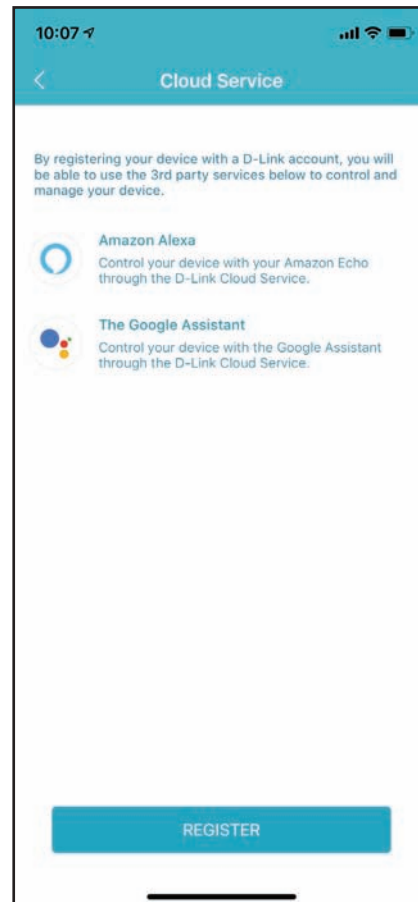 10:07
Cloud Service
By registering your device with a D-Link account, you will
be able to use the 3rd party services below to control and
manage your device.
Amazon Alexa
Control your device with your Amazon Echo
through the D-Link Cloud Service.
The Google Assistant
Control your device with the Google Assistant
through the D-Link Cloud Service.
REGISTER